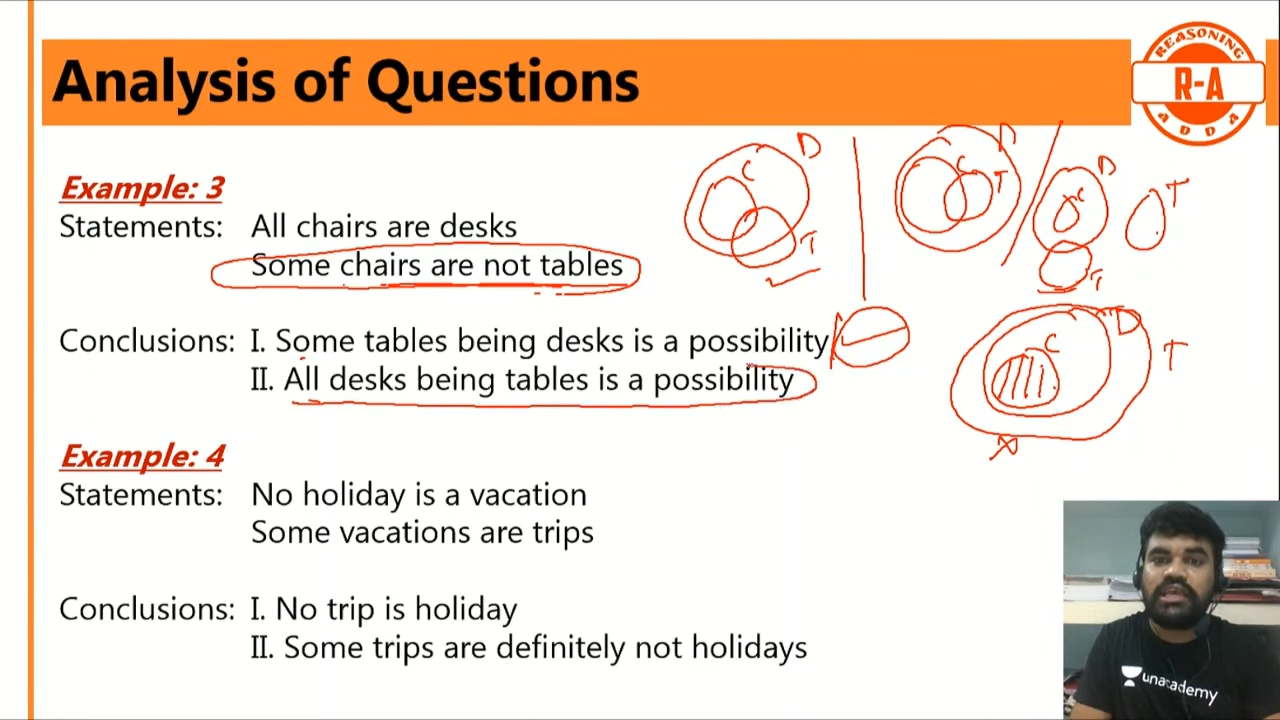 Analysis of Questions
REASONING
R-A
ADDA
Example: 3
Statements: All chairs are desks
Some chairs are not tables
Conclusions: I. Some tables being desks is a possibility
II. All desks being tables is a possibility
D
C
T
D
C
T
D
C
T
T
D
C
T
Example: 4
Statements: No holiday is a vacation
Some vacations are trips
Conclusions: I. No trip is holiday
II. Some trips are definitely not holidays
unacademy